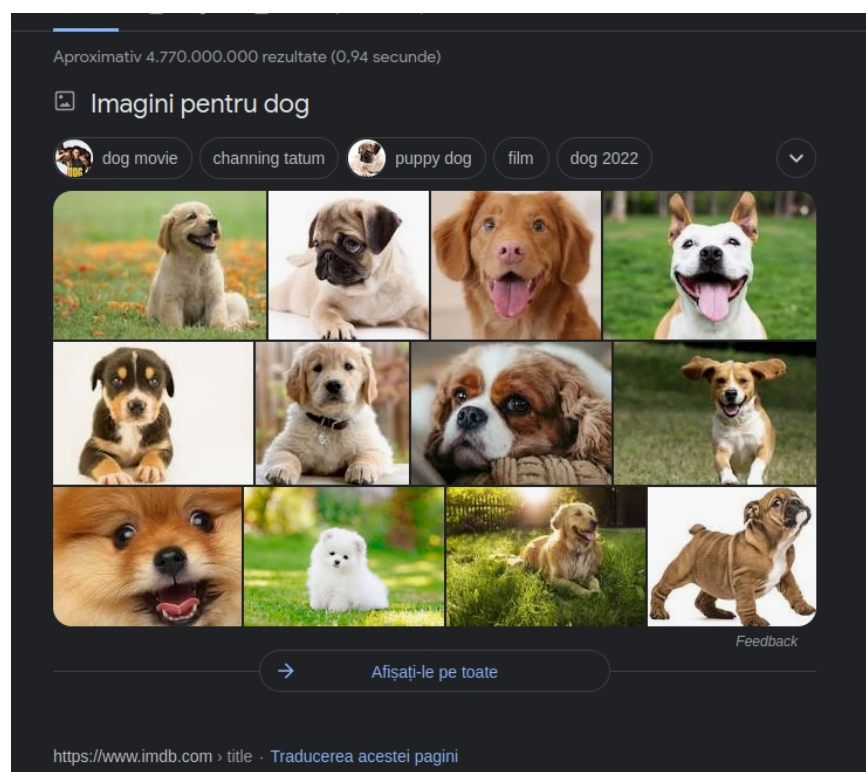 Aproximativ 4.770.000.000 rezultate (0,94 secunde)
Imagini pentru dog
dog movie channing tatum puppy dog film dog 2022
Feedback
Afișați-le pe toate
https://www.imdb.com › title · Traducerea acestei pagini